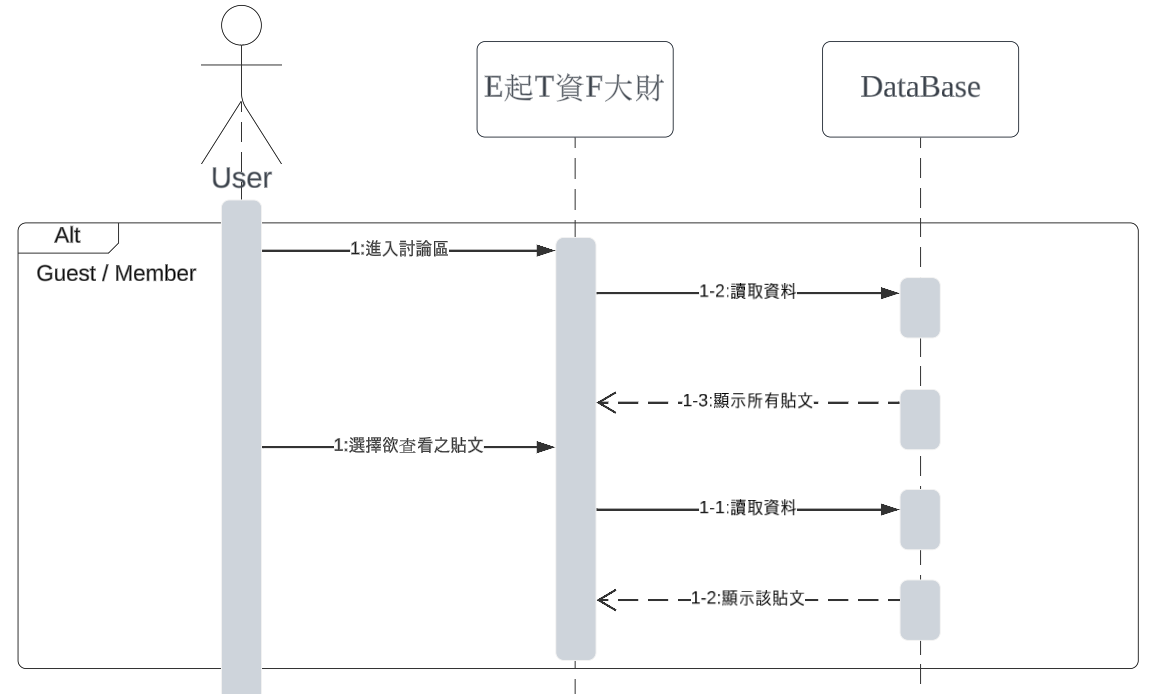 E起T資F大財
DataBase
User
Alt
Guest / Member
1:進入討論區
1-2:讀取資料
1-3:顯示所有貼文
1:選擇欲查看之貼文
1-1:讀取資料
1-2:顯示該貼文